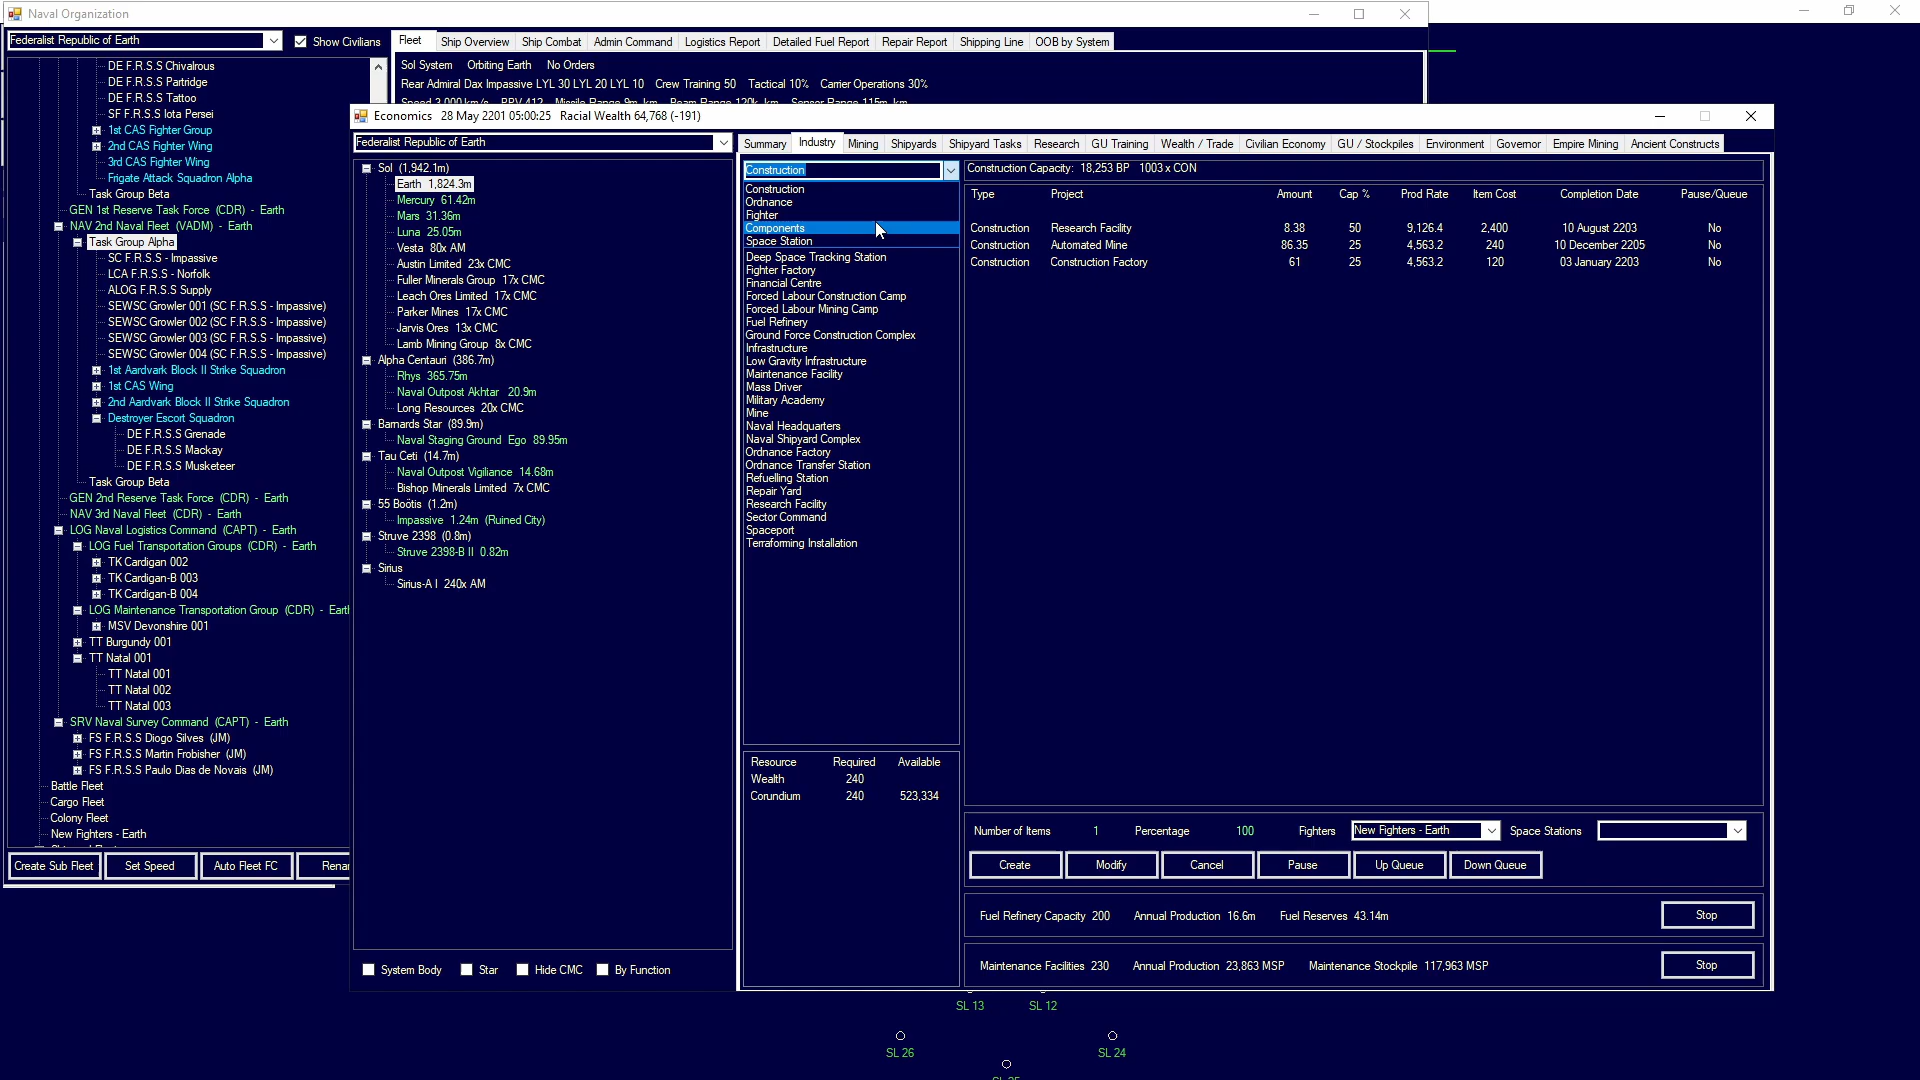 Naval Organization
Federalist Republic of Earth
Show Civilians
Fleet Ship Overview Ship Combat Admin Command Logistics Report Detailed Fuel Report Repair Report Shipping Line OOB by System
Sol System Orbiting Earth No Orders
Rear Admiral Dax Impassive LYL 30 LYL 20 LYL 10 Crew Training 50 Tactical 10% Carrier Operations 30%
Speed 3,000 km/s PPV 412 Missile Range 9m km Beam Range 120k km Sensor Range 115m km
DE F.R.S.S Chivalrous
DE F.R.S.S Partridge
DE F.R.S.S Tattoo
SF F.R.S.S Iota Persei
1st CAS Fighter Group
2nd CAS Fighter Wing
3rd CAS Fighter Wing
Frigate Attack Squadron Alpha
Task Group Beta
GEN 1st Reserve Task Force (CDR) - Earth
NAV 2nd Naval Fleet (VADM) - Earth
Task Group Alpha
SC F.R.S.S - Impassive
LCA F.R.S.S - Norfolk
ALOG F.R.S.S Supply
SEWSC Growler 001 (SC F.R.S.S - Impassive)
SEWSC Growler 002 (SC F.R.S.S - Impassive)
SEWSC Growler 003 (SC F.R.S.S - Impassive)
SEWSC Growler 004 (SC F.R.S.S - Impassive)
1st Aardvark Block II Strike Squadron
1st CAS Wing
2nd Aardvark Block II Strike Squadron
Destroyer Escort Squadron
DE F.R.S.S Grenade
DE F.R.S.S Mackay
DE F.R.S.S Musketeer
Task Group Beta
GEN 2nd Reserve Task Force (CDR) - Earth
NAV 3rd Naval Fleet (CDR) - Earth
LOG Naval Logistics Command (CAPT) - Earth
LOG Fuel Transportation Groups (CDR) - Earth
TK Cardigan 002
TK Cardigan-B 003
TK Cardigan-B 004
LOG Maintenance Transportation Group (CDR) - Earth
MSV Devonshire 001
TT Burgundy 001
TT Natal 001
TT Natal 001
TT Natal 002
TT Natal 003
SRV Naval Survey Command (CAPT) - Earth
FS F.R.S.S Diogo Silves (JM)
FS F.R.S.S Martin Frobisher (JM)
FS F.R.S.S Paulo Dias de Novais (JM)
Battle Fleet
Cargo Fleet
Colony Fleet
New Fighters - Earth
Create Sub Fleet Set Speed Auto Fleet FC Renam
Economics 28 May 2201 05:00:25 Racial Wealth 64,768 (-191)
Federalist Republic of Earth
Summary Industry Mining Shipyards Shipyard Tasks Research GU Training Wealth / Trade Civilian Economy GU / Stockpiles Environment Governor Empire Mining Ancient Constructs
Sol (1,942.1m)
Earth 1,824.3m
Mercury 61.42m
Mars 31.36m
Luna 25.05m
Vesta 80x AM
Austin Limited 23x CMC
Fuller Minerals Group 17x CMC
Leach Ores Limited 17x CMC
Parker Mines 17x CMC
Jarvis Ores 13x CMC
Lamb Mining Group 8x CMC
Alpha Centauri (386.7m)
Rhys 365.75m
Naval Outpost Akhtar 20.9m
Long Resources 20x CMC
Barnards Star (89.9m)
Naval Staging Ground Ego 89.95m
Tau Ceti (14.7m)
Naval Outpost Vigiliance 14.68m
Bishop Minerals Limited 7x CMC
55 Boötis (1.2m)
Impassive 1.24m (Ruined City)
Struve 2398 (0.8m)
Struve 2398-B II 0.82m
Sirius
Sirius-A I 240x AM
System Body Star Hide CMC By Function
Construction
Construction
Ordnance
Fighter
Components
Space Station
Deep Space Tracking Station
Fighter Factory
Financial Centre
Forced Labour Construction Camp
Forced Labour Mining Camp
Fuel Refinery
Ground Force Construction Complex
Infrastructure
Low Gravity Infrastructure
Maintenance Facility
Mass Driver
Military Academy
Mine
Naval Headquarters
Naval Shipyard Complex
Ordnance Factory
Ordnance Transfer Station
Refuelling Station
Repair Yard
Research Facility
Sector Command
Spaceport
Terraforming Installation
Resource Required Available
Wealth 240
Corundium 240 523,334
Construction Capacity: 18,253 BP 1003 x CON
Type Project Amount Cap % Prod Rate Item Cost Completion Date Pause/Queue
Construction Research Facility 8.38 50 9,126.4 2,400 10 August 2203 No
Construction Automated Mine 86.35 25 4,563.2 240 10 December 2205 No
Construction Construction Factory 61 25 4,563.2 120 03 January 2203 No
Number of Items 1 Percentage 100 Fighters New Fighters - Earth Space Stations
Create Modify Cancel Pause Up Queue Down Queue
Fuel Refinery Capacity 200 Annual Production 16.6m Fuel Reserves 43.14m Stop
Maintenance Facilities 230 Annual Production 23,863 MSP Maintenance Stockpile 117,963 MSP Stop
SL 13 SL 12
SL 26 SL 24